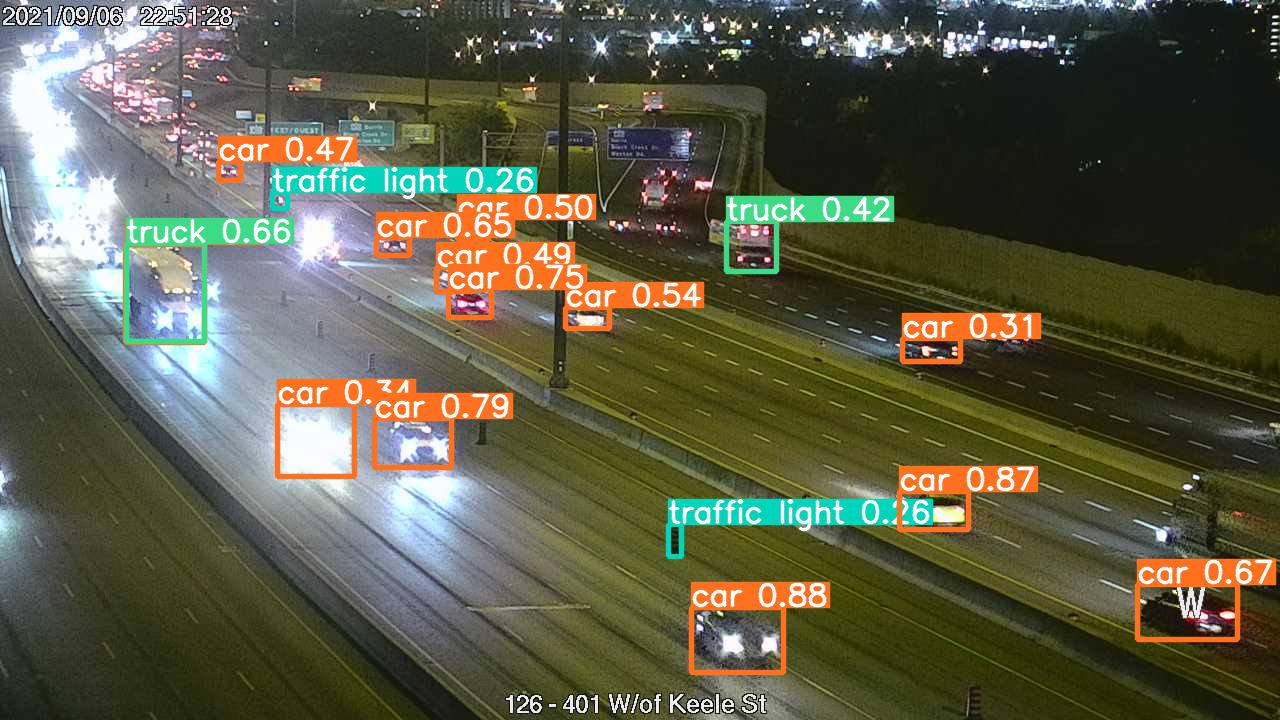 2021/09/06 22:51:28
car 0.47
traffic light 0.26
car 0.50
car 0.65
truck 0.42
truck 0.66
car 0.49
car 0.75
car 0.54
car 0.31
car 0.34
car 0.79
car 0.87
traffic light 0.26
car 0.67
W
car 0.88
126 - 401 W/of Keele St